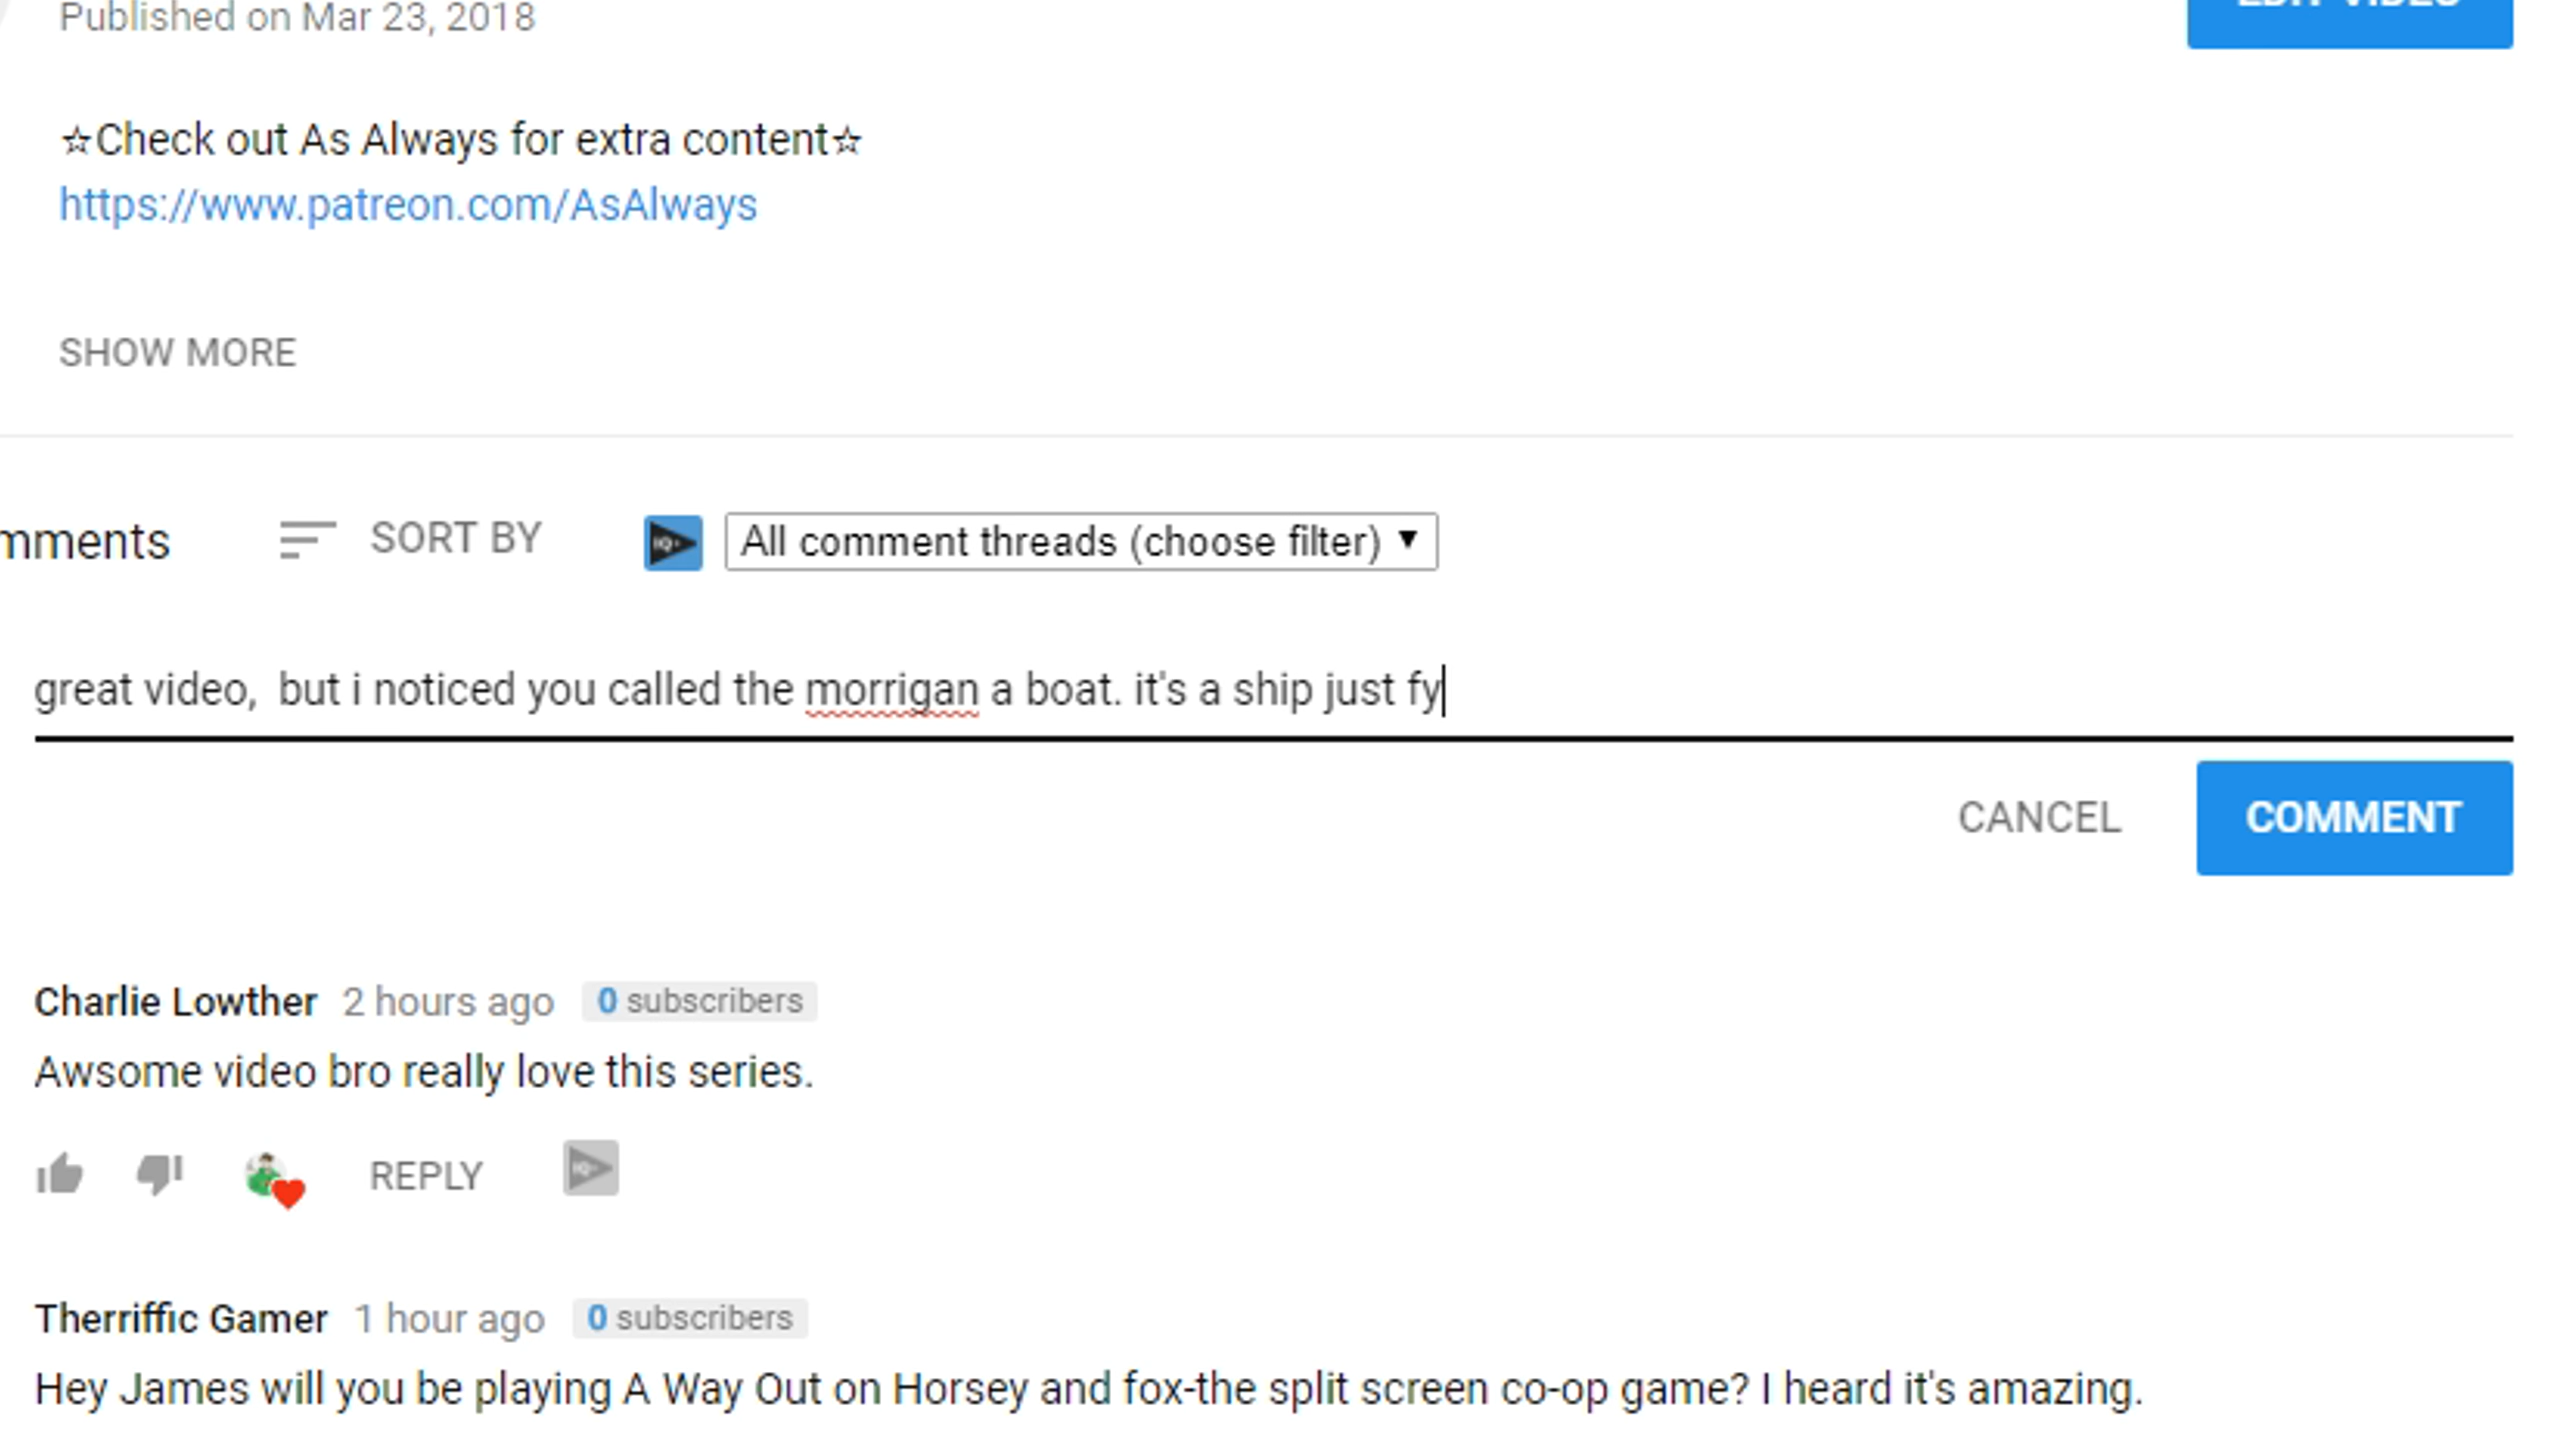 Published on Mar 23, 2018
EDIT VIDEO
☆Check out As Always for extra content☆
https://www.patreon.com/AsAlways
SHOW MORE
mments SORT BY IQ All comment threads (choose filter) ▼
great video,  but i noticed you called the morrigan a boat. it's a ship just fy
CANCEL COMMENT
Charlie Lowther 2 hours ago 0 subscribers
Awsome video bro really love this series.
REPLY IQ
Therriffic Gamer 1 hour ago 0 subscribers
Hey James will you be playing A Way Out on Horsey and fox-the split screen co-op game? I heard it's amazing.